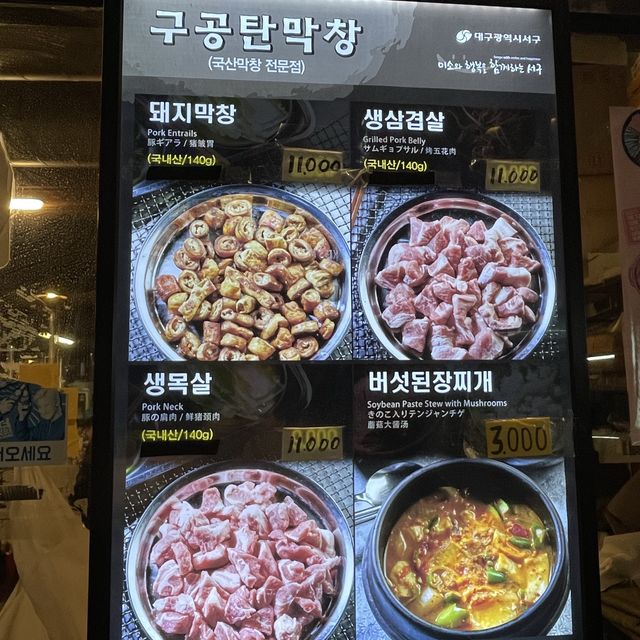 구공탄막창
(국산막창 전문점)
대구광역시서구
미소와 행복을 함께하는 서구
돼지막창
Pork Entrails
豚ギアラ / 猪皱胃
(국내산/140g)
11,000
생삼겹살
Grilled Pork Belly
サムギョプサル / 烤五花肉
(국내산/140g)
11,000
생목살
Pork Neck
豚の肩肉 / 鲜猪颈肉
(국내산/140g)
11,000
버섯된장찌개
Soybean Paste Stew with Mushrooms
きのこ入りテンジャンチゲ
蘑菇大酱汤
3,000
오세요